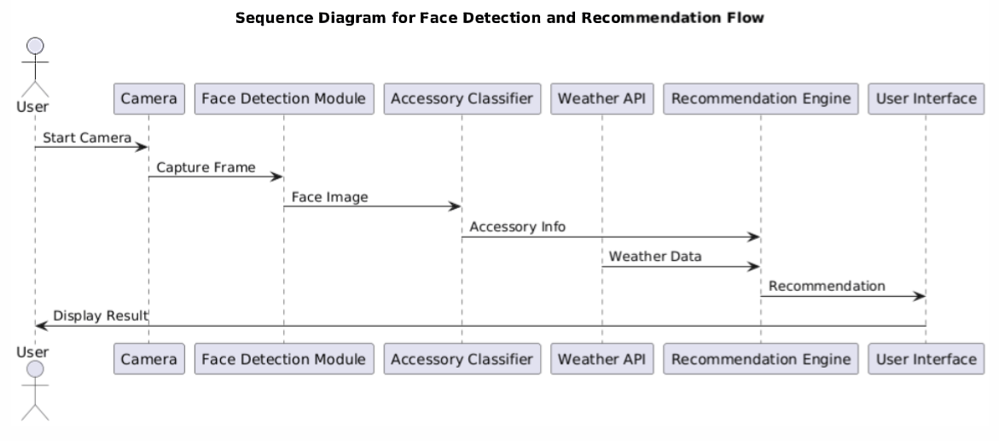 Sequence Diagram for Face Detection and Recommendation Flow
User
Camera
Face Detection Module
Accessory Classifier
Weather API
Recommendation Engine
User Interface
Start Camera
Capture Frame
Face Image
Accessory Info
Weather Data
Recommendation
Display Result
User
Camera
Face Detection Module
Accessory Classifier
Weather API
Recommendation Engine
User Interface